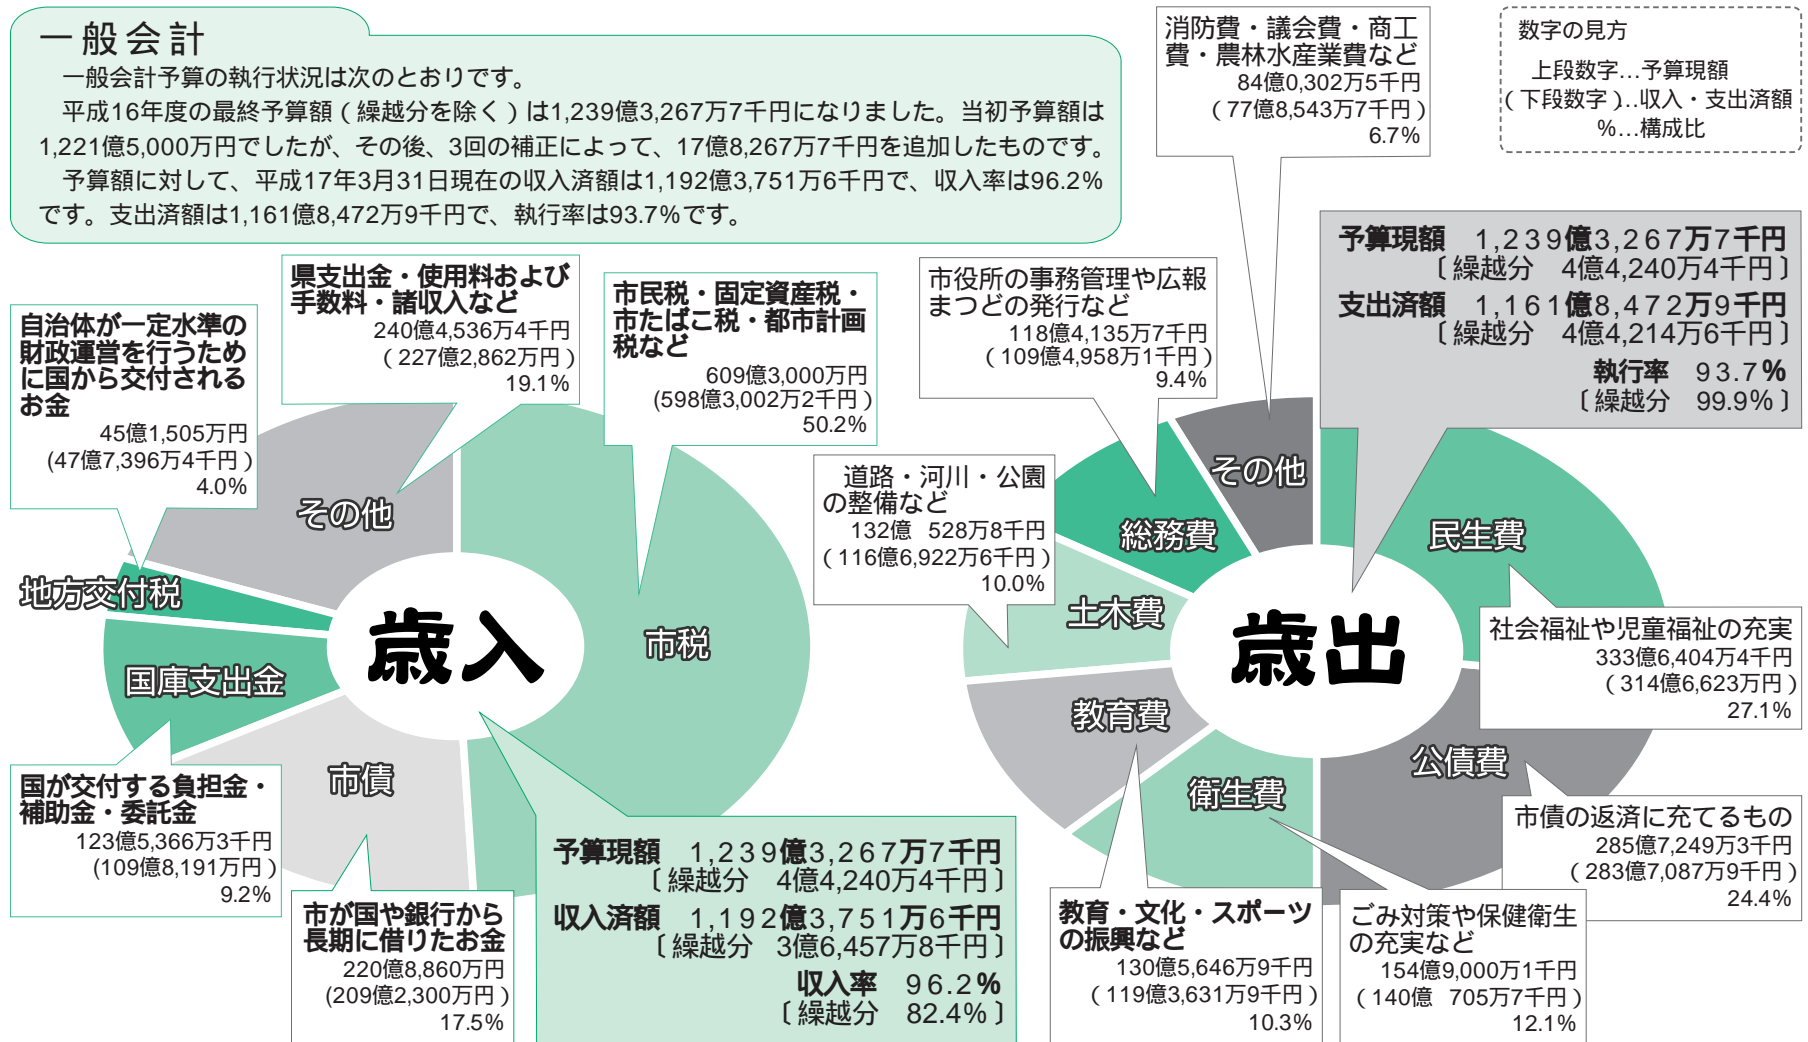 一般会計
一般会計予算の執行状況は次のとおりです。
平成16年度の最終予算額（繰越分を除く）は1,239億3,267万7千円になりました。当初予算額は
1,221億5,000万円でしたが、その後、3回の補正によって、17億8,267万7千円を追加したものです。
予算額に対して、平成17年3月31日現在の収入済額は1,192億3,751万6千円で、収入率は96.2％
です。支出済額は1,161億8,472万9千円で、執行率は93.7％です。
数字の見方
上段数字…予算現額
（下段数字）…収入・支出済額
％…構成比
歳入
市民税・固定資産税・
市たばこ税・都市計画
税など
609億3,000万円
(598億3,002万2千円)
50.2%
市税
県支出金・使用料および
手数料・諸収入など
240億4,536万4千円
(227億2,862万円)
19.1%
その他
自治体が一定水準の
財政運営を行うため
に国から交付される
お金
45億1,505万円
(47億7,396万4千円)
4.0%
地方交付税
国庫支出金
国が交付する負担金・
補助金・委託金
123億5,366万3千円
(109億8,191万円)
9.2%
市債
市が国や銀行から
長期に借りたお金
220億8,860万円
(209億2,300万円)
17.5%
予算現額 1,239億3,267万7千円
〔繰越分 4億4,240万4千円〕
収入済額 1,192億3,751万6千円
〔繰越分 3億6,457万8千円〕
収入率 96.2%
〔繰越分 82.4%〕
歳出
消防費・議会費・商工
費・農林水産業費など
84億0,302万5千円
(77億8,543万7千円)
6.7%
その他
予算現額 1,239億3,267万7千円
〔繰越分 4億4,240万4千円〕
支出済額 1,161億8,472万9千円
〔繰越分 4億4,214万6千円〕
執行率 93.7%
〔繰越分 99.9%〕
市役所の事務管理や広報
まつどの発行など
118億4,135万7千円
(109億4,958万1千円)
9.4%
総務費
道路・河川・公園
の整備など
132億 528万8千円
(116億6,922万6千円)
10.0%
土木費
民生費
社会福祉や児童福祉の充実
333億6,404万4千円
(314億6,623万円)
27.1%
公債費
市債の返済に充てるもの
285億7,249万3千円
(283億7,087万9千円)
24.4%
教育費
教育・文化・スポーツ
の振興など
130億5,646万9千円
(119億3,631万9千円)
10.3%
衛生費
ごみ対策や保健衛生
の充実など
154億9,000万1千円
(140億 705万7千円)
12.1%